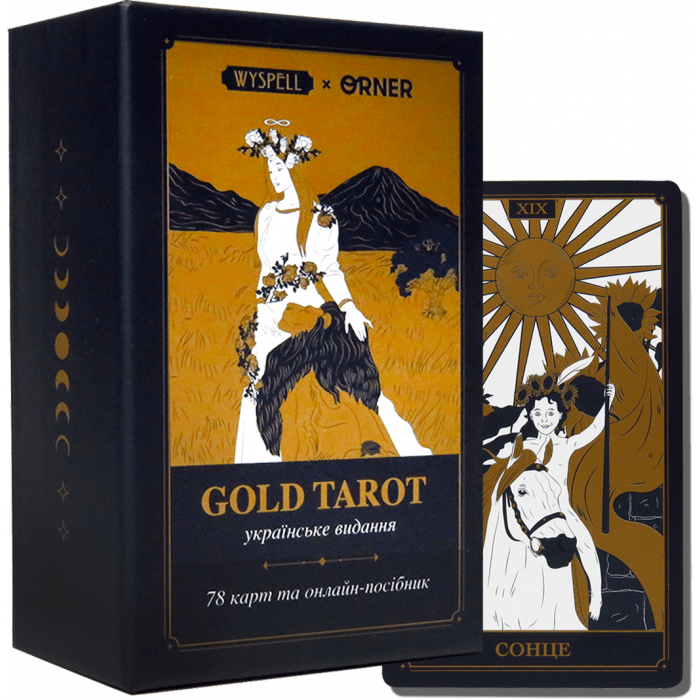 WYSPELL × ORNER
GOLD TAROT
українське видання
78 карт та онлайн-посібник
XIX
СОНЦЕ